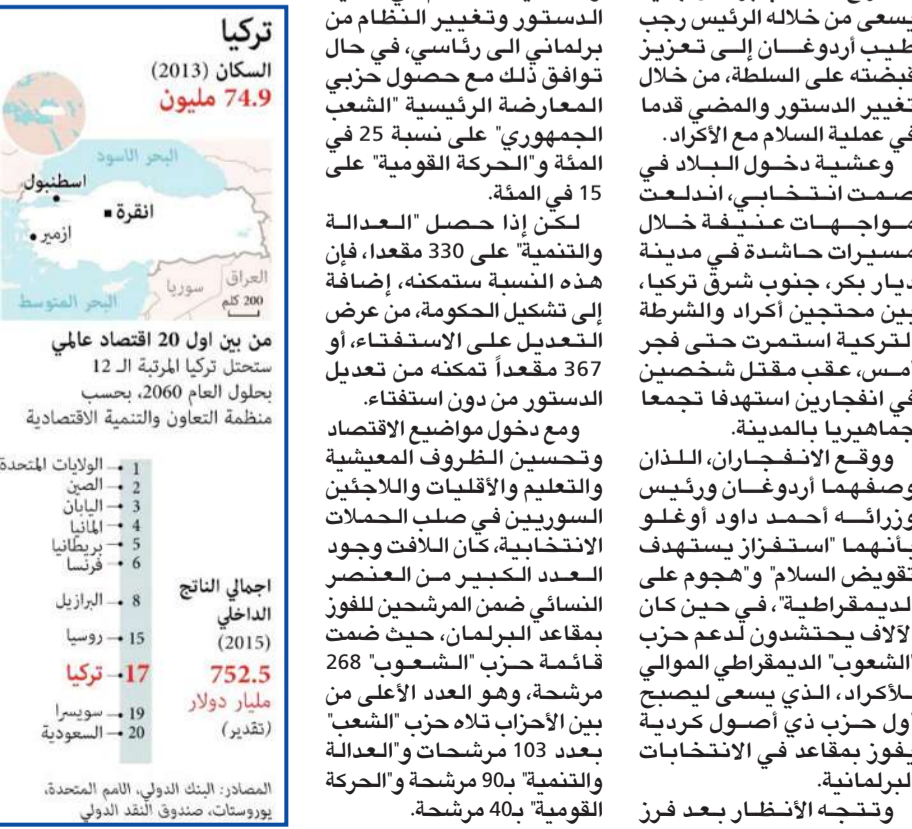 يسعى من خلاله الرئيس رجب
طيب أردوغان إلى تعزيز
قبضته على السلطة، من خلال
تغيير الدستور والمضي قدما
في عملية السلام مع الأكراد.
وعشية دخول البلاد في
صمت انتخابي، اندلعت
مواجهات عنيفة خلال
مسيرات حاشدة في مدينة
ديار بكر، جنوب شرق تركيا،
بين محتجين أكراد والشرطة
التركية استمرت حتى فجر
أمس، عقب مقتل شخصين
في انفجارين استهدفا تجمعا
جماهيريا بالمدينة.
ووقع الانفجاران، اللذان
وصفهما أردوغان ورئيس
وزرائه أحمد داود أوغلو
بأنهما "استفزاز يستهدف
تقويض السلام" و"هجوم على
الديمقراطية"، في حين كان
الآلاف يحتشدون لدعم حزب
"الشعوب" الديمقراطي الموالي
للأكراد، الذي يسعى ليصبح
أول حزب ذي أصول كردية
يفوز بمقاعد في الانتخابات
البرلمانية.
وتتجه الأنظار بعد فرز
الدستور وتغيير النظام من
برلماني الى رئاسي، في حال
توافق ذلك مع حصول حزبي
المعارضة الرئيسية "الشعب
الجمهوري" على نسبة 25 في
المئة و"الحركة القومية" على
15 في المئة.
لكن إذا حصل "العدالة
والتنمية" على 330 مقعدا، فإن
هذه النسبة ستمكنه، إضافة
إلى تشكيل الحكومة، من عرض
التعديل على الاستفتاء، أو
367 مقعداً تمكنه من تعديل
الدستور من دون استفتاء.
ومع دخول مواضيع الاقتصاد
وتحسين الظروف المعيشية
والتعليم والأقليات واللاجئين
السوريين في صلب الحملات
الانتخابية، كان اللافت وجود
العدد الكبير من العنصر
النسائي ضمن المرشحين للفوز
بمقاعد البرلمان، حيث ضمت
قائمة حزب "الشعوب" 268
مرشحة، وهو العدد الأعلى من
بين الأحزاب تلاه حزب "الشعب"
بعدد 103 مرشحات و"العدالة
والتنمية" بـ90 مرشحة و"الحركة
القومية" بـ40 مرشحة.
تركيا
السكان (2013)
74.9 مليون
البحر الاسود
اسطنبول
انقرة
ازمير
العراق
سوريا
البحر المتوسط
200 كلم
من بين اول 20 اقتصاد عالمي
ستحتل تركيا المرتبة الـ 12
بحلول العام 2060، بحسب
منظمة التعاون والتنمية الاقتصادية
1 الولايات المتحدة
2 الصين
3 اليابان
4 المانيا
5 بريطانيا
6 فرنسا
8 البرازيل
15 روسيا
17 تركيا
19 سويسرا
20 السعودية
اجمالي الناتج
الداخلي
(2015)
752.5
مليار دولار
(تقدير)
المصادر: البنك الدولي، الامم المتحدة،
يوروستات، صندوق النقد الدولي